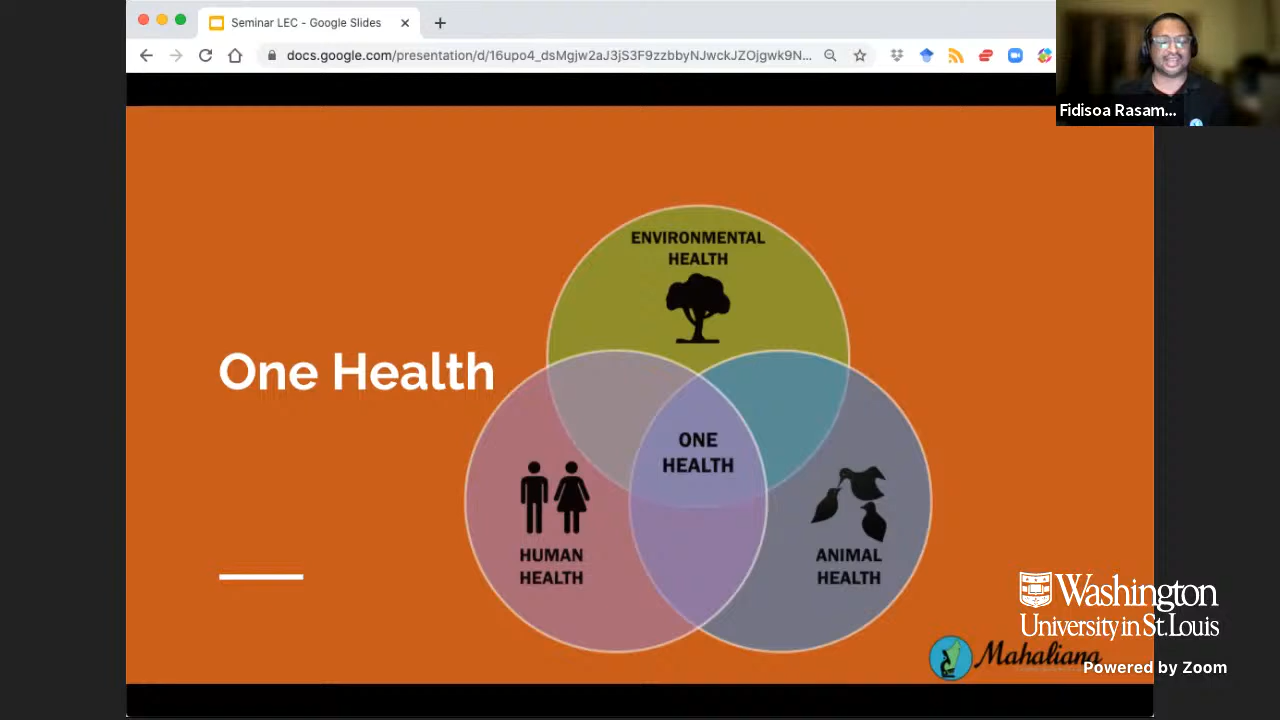 Seminar LEC - Google Slides
docs.google.com/presentation/d/16upo4_dsMgjw2aJ3jS3F9zzbbyNJwckJZOjgwk9N...
Fidisoa Rasam...
ENVIRONMENTAL
HEALTH
One Health
ONE
HEALTH
HUMAN
HEALTH
ANIMAL
HEALTH
Washington
University in St. Louis
Mahaliana
Powered by Zoom